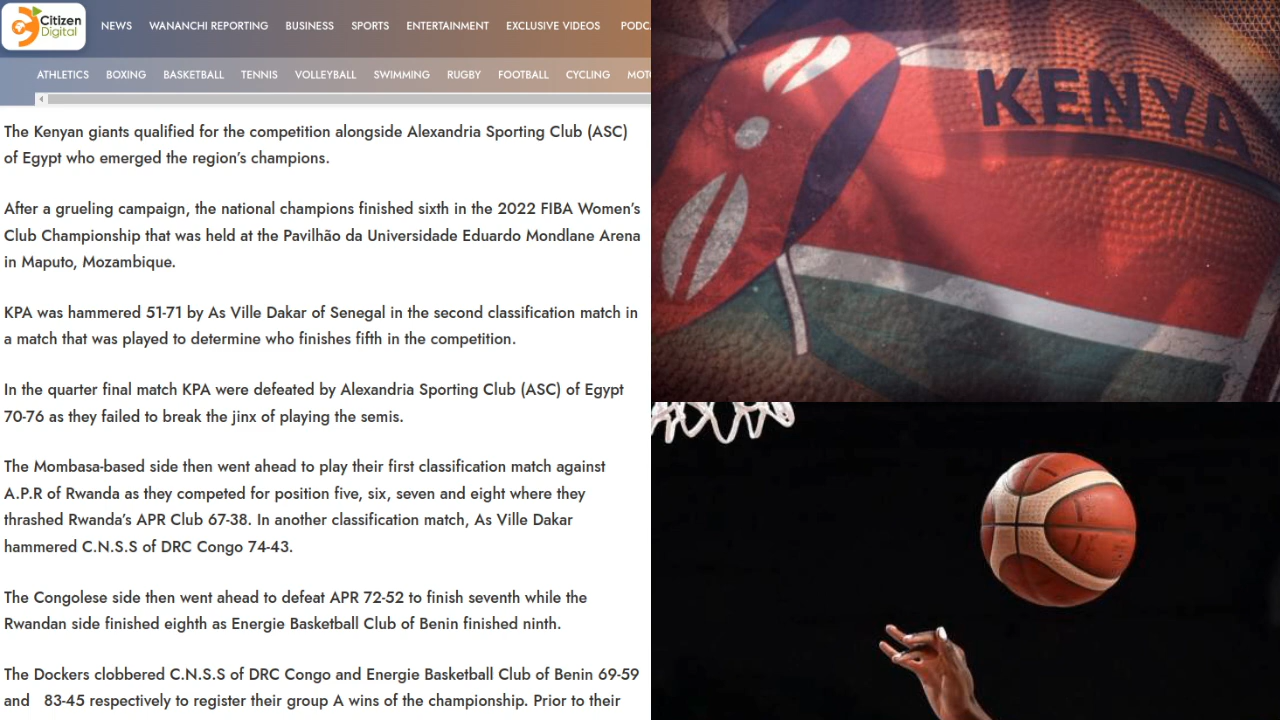 Citizen
Digital
NEWS WANANCHI REPORTING BUSINESS SPORTS ENTERTAINMENT EXCLUSIVE VIDEOS PODC
ATHLETICS BOXING BASKETBALL TENNIS VOLLEYBALL SWIMMING RUGBY FOOTBALL CYCLING MOTO
The Kenyan giants qualified for the competition alongside Alexandria Sporting Club (ASC)
of Egypt who emerged the region's champions.
After a grueling campaign, the national champions finished sixth in the 2022 FIBA Women's
Club Championship that was held at the Pavilhão da Universidade Eduardo Mondlane Arena
in Maputo, Mozambique.
KPA was hammered 51-71 by As Ville Dakar of Senegal in the second classification match in
a match that was played to determine who finishes fifth in the competition.
In the quarter final match KPA were defeated by Alexandria Sporting Club (ASC) of Egypt
70-76 as they failed to break the jinx of playing the semis.
The Mombasa-based side then went ahead to play their first classification match against
A.P.R of Rwanda as they competed for position five, six, seven and eight where they
thrashed Rwanda's APR Club 67-38. In another classification match, As Ville Dakar
hammered C.N.S.S of DRC Congo 74-43.
The Congolese side then went ahead to defeat APR 72-52 to finish seventh while the
Rwandan side finished eighth as Energie Basketball Club of Benin finished ninth.
The Dockers clobbered C.N.S.S of DRC Congo and Energie Basketball Club of Benin 69-59
and 83-45 respectively to register their group A wins of the championship. Prior to their
KENYA